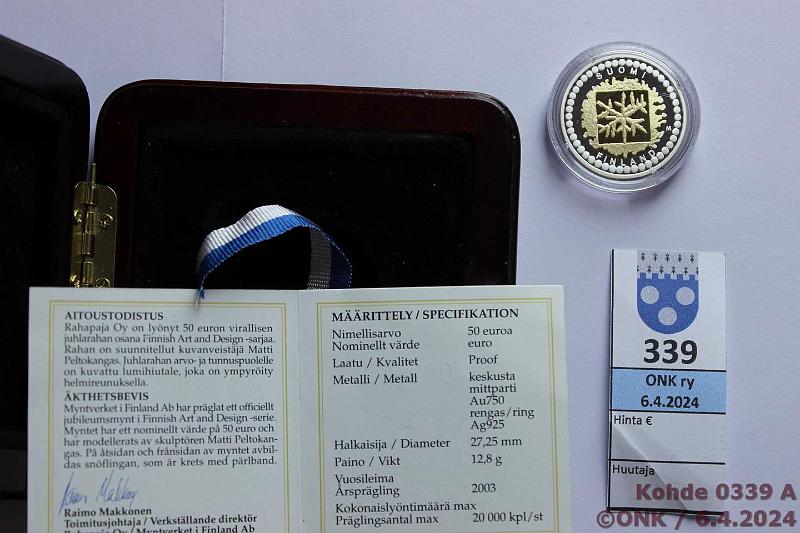 SUOMI
FINLAND
M
AITOUSTODISTUS
Rahapaja Oy on lyönyt 50 euron virallisen
juhlarahan osana Finnish Art and Design -sarjaa.
Rahan on suunnitellut kuvanveistäjä Matti
Peltokangas. Juhlarahan arvo- ja tunnuspuolelle
on kuvattu lumihiutale, joka on ympyröity
helmireunuksella.
ÄKTHETSBEVIS
Myntverket i Finland Ab har präglat ett officiellt
jubileumsmynt i Finnish Art and Design -serie.
Myntet har ett nominellt värde på 50 euro och
har modellerats av skulptören Matti Peltokan-
gas. På åtsidan och frånsidan av myntet avbil-
das snöflingan, som är krets med pärlband.
Raimo Makkonen
Toimitusjohtaja / Verkställande direktör
Rahapaja Oy / Myntverket i Finland Ab
MÄÄRITTELY / SPECIFIKATION
Nimellisarvo 50 euroa
Nominellt värde euro
Laatu / Kvalitet Proof
Metalli / Metall keskusta
mittparti
Au750
rengas/ring
Ag925
Halkaisija / Diameter 27,25 mm
Paino / Vikt 12,8 g
Vuosileima
Årsprägling 2003
Kokonaislyöntimäärä max
Präglingsantal max 20 000 kpl/st
339
ONK ry
6.4.2024
Hinta €
Huutaja
Kohde 0339 A
©ONK / 6.4.2024